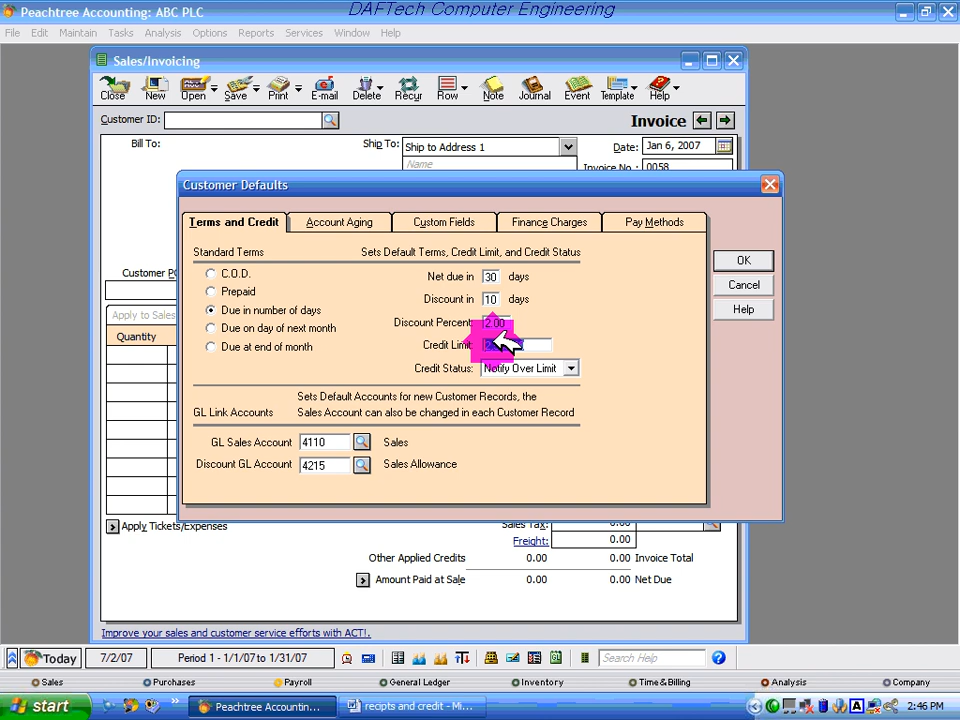 Peachtree Accounting: ABC PLC
DAFTech Computer Engineering
File Edit Maintain Tasks Analysis Options Reports Services Window Help
Sales/Invoicing
Close New Open Save Print E-mail Delete Recur Row Note Journal Event Template Help
Customer ID: Invoice
Bill To: Ship To: Ship to Address 1 Date: Jan 6, 2007
Name Invoice No.: 0058
Customer Defaults
Terms and Credit Account Aging Custom Fields Finance Charges Pay Methods
Standard Terms Sets Default Terms, Credit Limit, and Credit Status
OK
Customer PO
C.O.D. Net due in 30 days
Cancel
Prepaid Discount in 10 days
Help
Due in number of days
Apply to Sales
Discount Percent: 2.00
Due on day of next month
Quantity
Due at end of month Credit Limit:
Credit Status: Notify Over Limit
Sets Default Accounts for new Customer Records, the
GL Link Accounts Sales Account can also be changed in each Customer Record
GL Sales Account 4110 Sales
Discount GL Account 4215 Sales Allowance
Apply Tickets/Expenses Sales Tax: 0.00
Freight: 0.00
Other Applied Credits 0.00 0.00 Invoice Total
Amount Paid at Sale 0.00 0.00 Net Due
Improve your sales and customer service efforts with ACT!.
Today 7/2/07 Period 1 - 1/1/07 to 1/31/07 Search Help
Sales Purchases Payroll General Ledger Inventory Time & Billing Analysis Company
start Peachtree Accountin... recipts and credit - Mi... A 2:46 PM